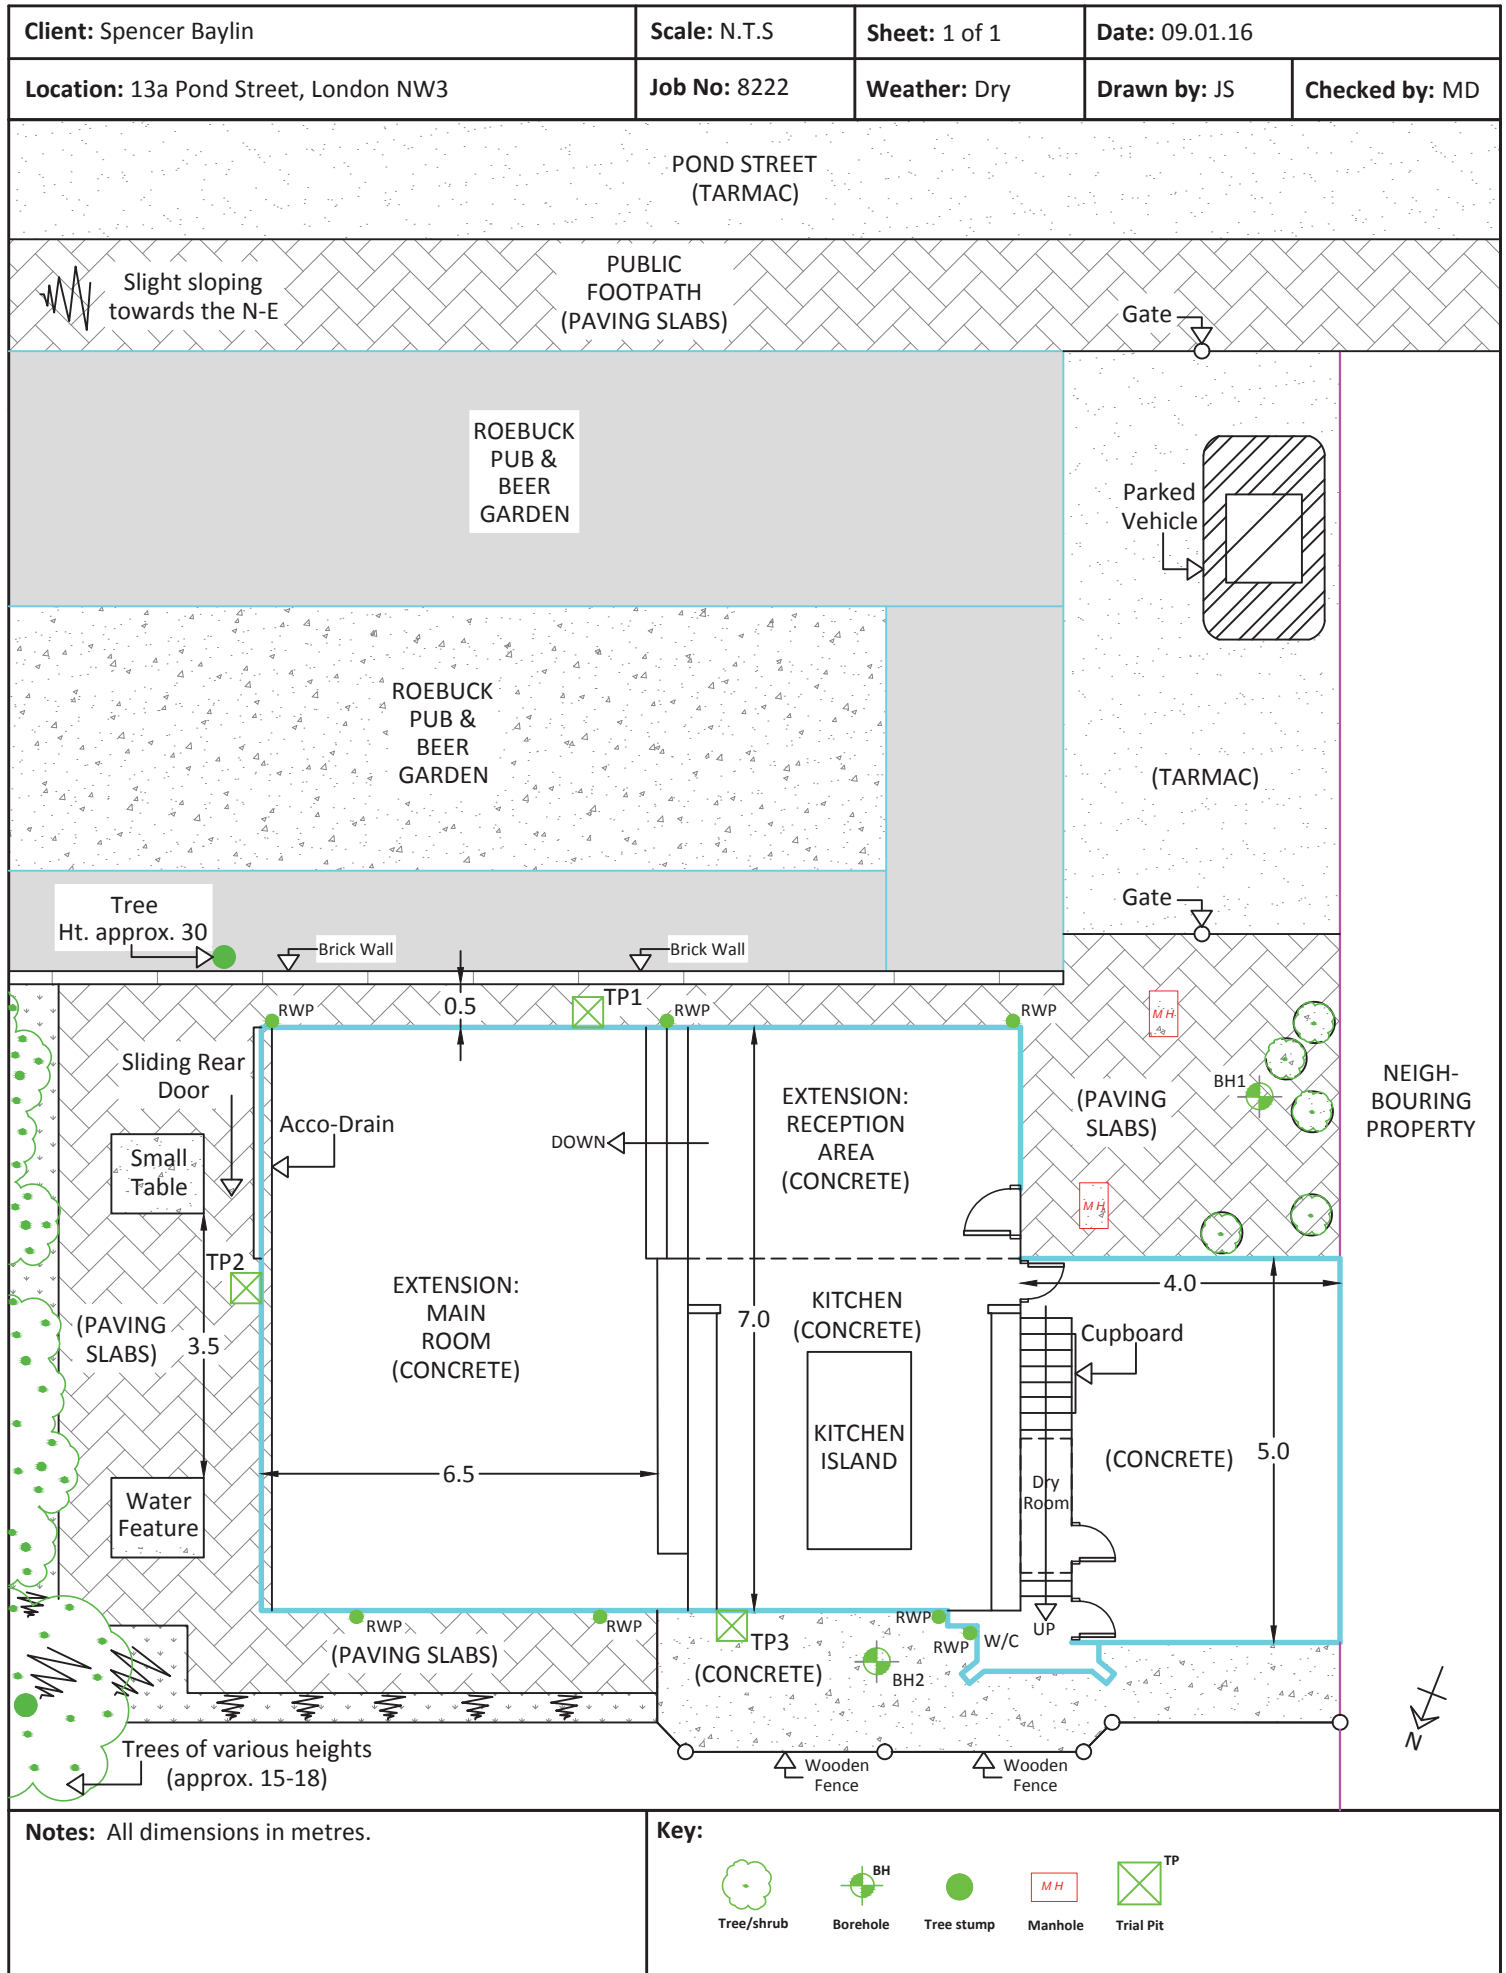 Client: Spencer Baylin
Scale: N.T.S
Sheet: 1 of 1
Date: 09.01.16
Location: 13a Pond Street, London NW3
Job No: 8222
Weather: Dry
Drawn by: JS
Checked by: MD
POND STREET
(TARMAC)
Slight sloping
towards the N-E
PUBLIC
FOOTPATH
(PAVING SLABS)
Gate
ROEBUCK
PUB &
BEER
GARDEN
Parked
Vehicle
ROEBUCK
PUB &
BEER
GARDEN
(TARMAC)
Tree
Ht. approx. 30
Gate
Brick Wall
Brick Wall
0.5
TP1
RWP
RWP
RWP
MH
Sliding Rear
Door
Acco-Drain
Small
Table
DOWN
EXTENSION:
RECEPTION
AREA
(CONCRETE)
BH1
(PAVING
SLABS)
NEIGH-
BOURING
PROPERTY
MH
TP2
EXTENSION:
MAIN
ROOM
(CONCRETE)
KITCHEN
(CONCRETE)
7.0
4.0
(PAVING
SLABS)
3.5
Cupboard
KITCHEN
ISLAND
(CONCRETE)
5.0
6.5
Dry
Room
Water
Feature
RWP
RWP
RWP
RWP
W/C
UP
(PAVING SLABS)
TP3
(CONCRETE)
BH2
N
Trees of various heights
(approx. 15-18)
Wooden
Fence
Wooden
Fence
Notes: All dimensions in metres.
Key:
BH
MH
TP
Tree/shrub
Borehole
Tree stump
Manhole
Trial Pit